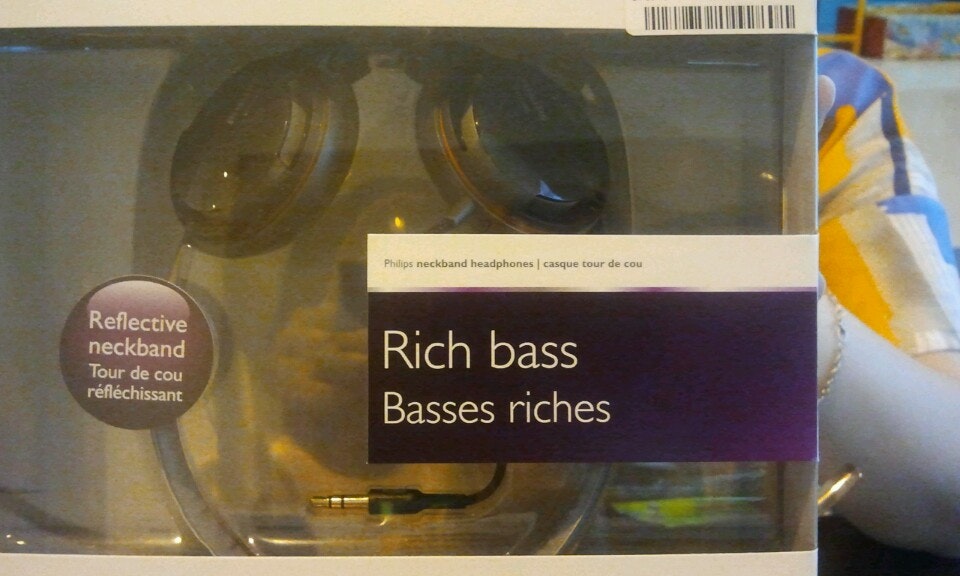 Philips neckband headphones | casque tour de cou
Reflective
neckband
Tour de cou
réfléchissant
Rich bass
Basses riches